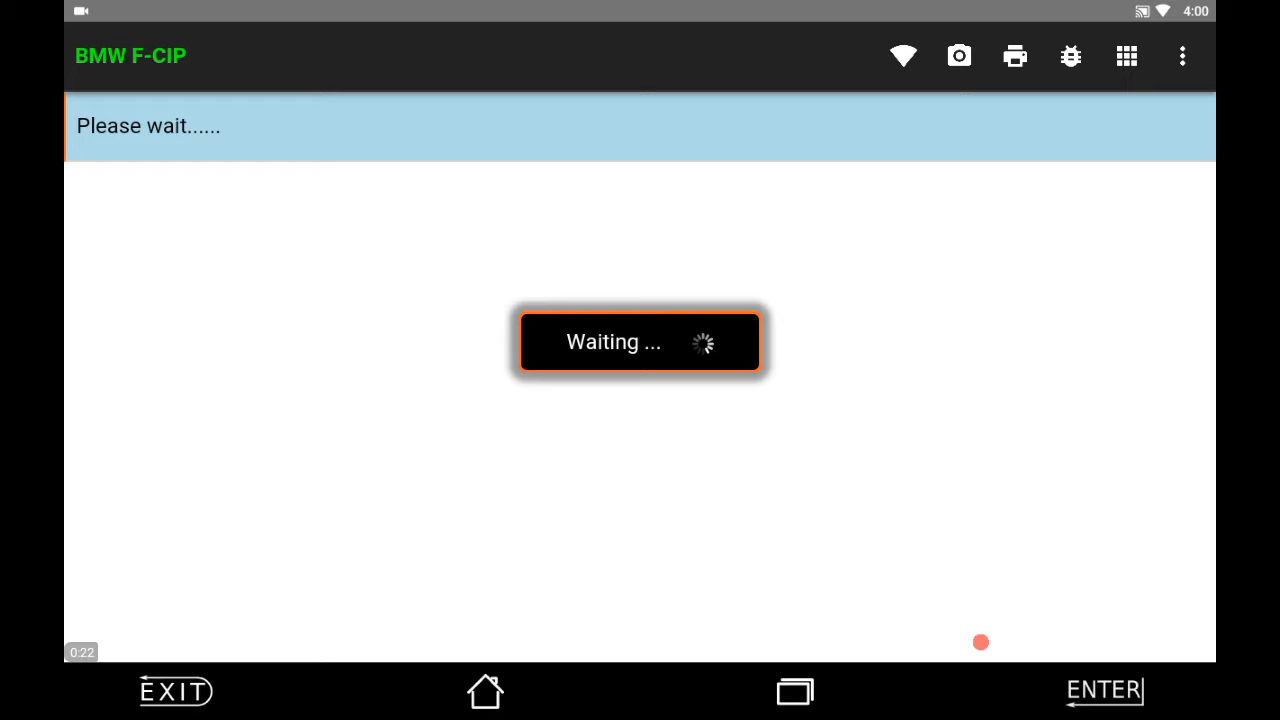 4:00
BMW F-CIP
Please wait......
Waiting ...
0:22
EXIT
ENTER